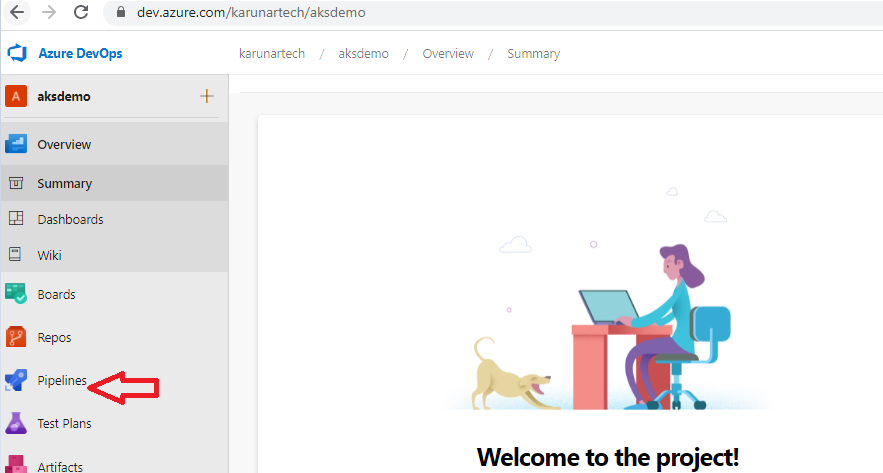 dev.azure.com/karunartech/aksdemo
Azure DevOps
karunartech / aksdemo / Overview / Summary
A aksdemo +
Overview
Summary
Dashboards
Wiki
Boards
Repos
Pipelines
Test Plans
Artifacts
Welcome to the project!